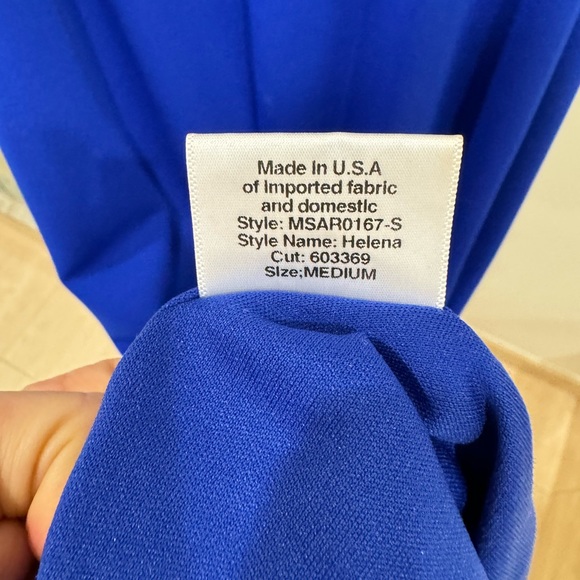 Made In U.S.A
of Imported fabric
and domestic
Style: MSAR0167-S
Style Name: Helena
Cut: 603369
Size;MEDIUM